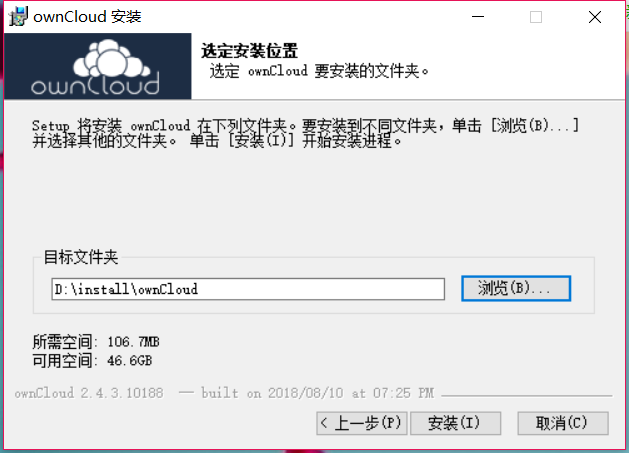 ownCloud 安装
ownCloud
选定安装位置
选定 ownCloud 要安装的文件夹。
Setup 将安装 ownCloud 在下列文件夹。要安装到不同文件夹，单击 [浏览(B)...]
并选择其他的文件夹。 单击 [安装(I)] 开始安装进程。
目标文件夹
D:\install\ownCloud
浏览(B)...
所需空间: 106.7MB
可用空间: 46.6GB
ownCloud 2.4.3.10188 — built on 2018/08/10 at 07:25 PM
< 上一步(P)
安装(I)
取消(C)